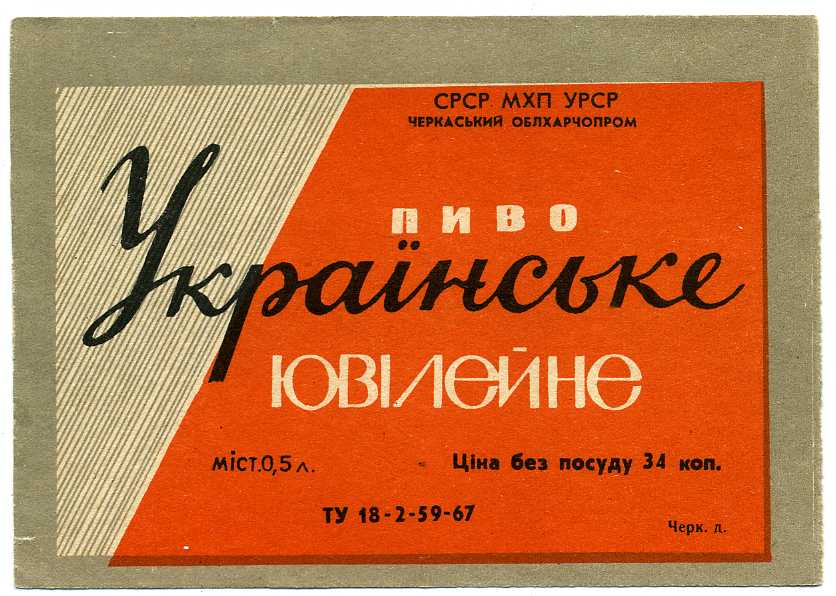 СРСР МХП УРСР
ЧЕРКАСЬКИЙ ОБЛХАРЧОПРОМ
ПИВО
Українське
ЮВІЛЕЙНЕ
МІСТ. 0,5 л.
Ціна без посуду 34 коп.
ТУ 18-2-59-67
Черк. д.